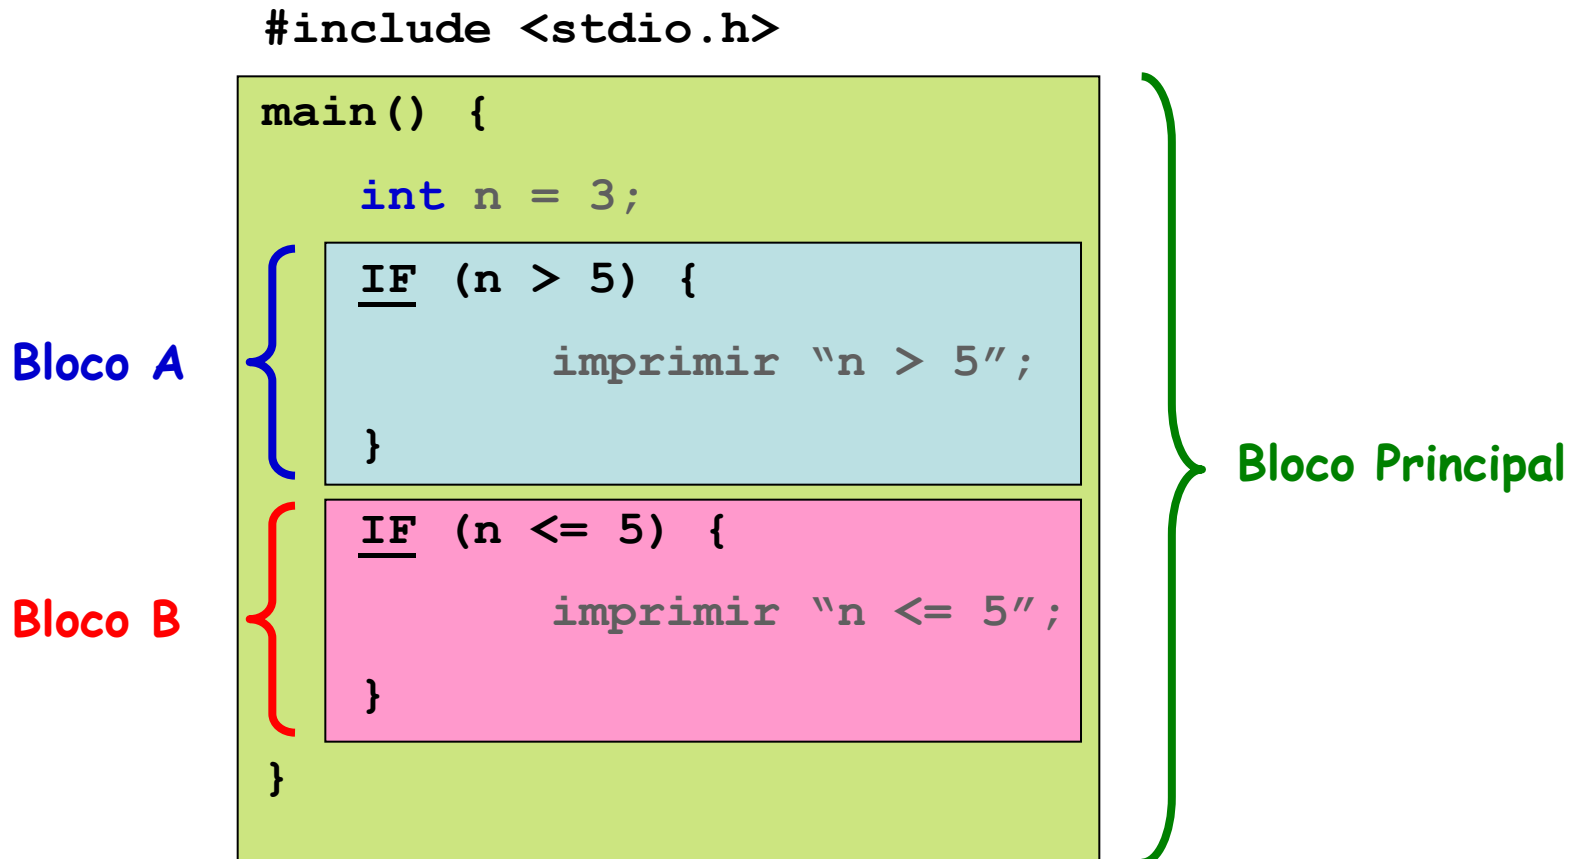 #include <stdio.h>
main() {
int n = 3;
IF (n > 5) {
imprimir “n > 5”;
}
Bloco A
IF (n <= 5) {
imprimir “n <= 5”;
}
Bloco B
}
Bloco Principal